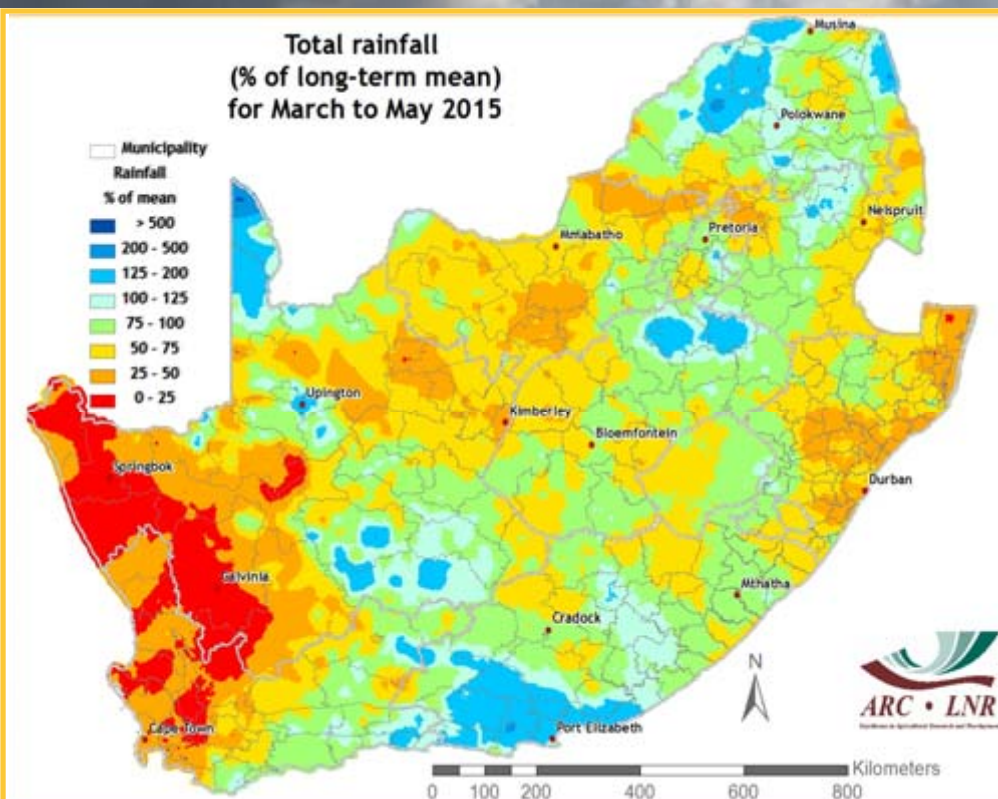 Total rainfall
(% of long-term mean)
for March to May 2015
Municipality
Rainfall
% of mean
> 500
200 - 500
125 - 200
100 - 125
75 - 100
50 - 75
25 - 50
0 - 25
Musina
Polokwane
Nelspruit
Mmabatho
Pretoria
Upington
Kimberley
Bloemfontein
Springbok
Durban
Calvinia
Mthatha
Cradock
N
ARC • LNR
Cape Town
Port Elizabeth
Kilometers
0 100 200 400 600 800